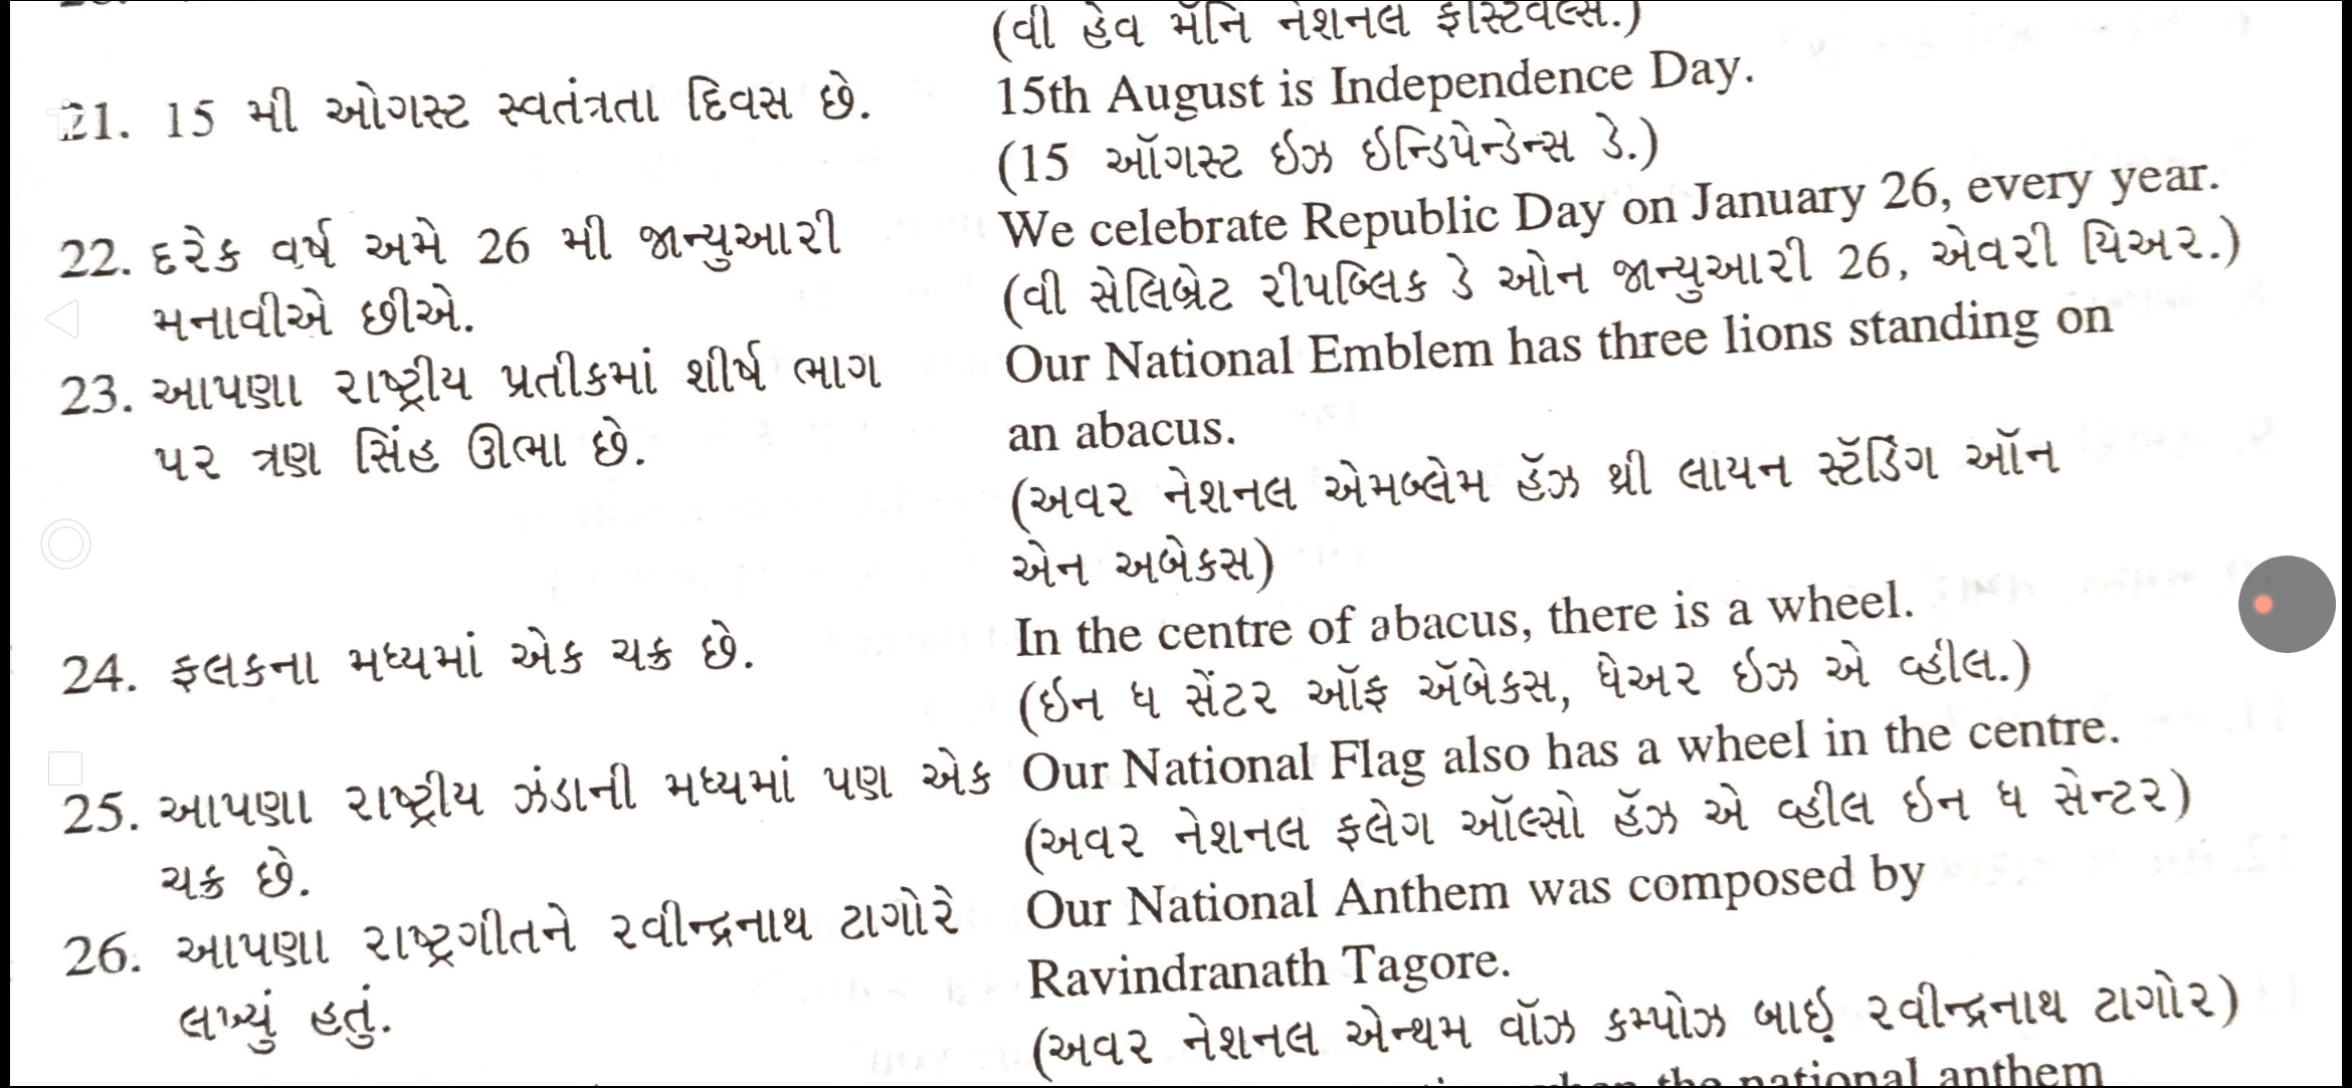 (વી હેવ મૅનિ નેશનલ ફેસ્ટિવલ્સ.)
21. 15 મી ઓગસ્ટ સ્વતંત્રતા દિવસ છે.
15th August is Independence Day.
(15 ઑગસ્ટ ઇઝ ઇન્ડિપેન્ડેન્સ ડે.)
22. દરેક વર્ષ અમે 26 મી જાન્યુઆરી
મનાવીએ છીએ.
We celebrate Republic Day on January 26, every year.
(વી સેલિબ્રેટ રીપબ્લિક ડે ઓન જાન્યુઆરી 26, એવરી યિઅર.)
23. આપણા રાષ્ટ્રીય પ્રતીકમાં શીર્ષ ભાગ
પર ત્રણ સિંહ ઊભા છે.
Our National Emblem has three lions standing on
an abacus.
(અવર નેશનલ એમબ્લેમ હૅઝ થ્રી લાયન સ્ટૅંડિગ ઑન
એન અબેકસ)
24. ફલકના મધ્યમાં એક ચક્ર છે.
In the centre of abacus, there is a wheel.
(ઇન ધ સેંટર ઑફ ઍબેકસ, ધેઅર ઇઝ એ વ્હીલ.)
25. આપણા રાષ્ટ્રીય ઝંડાની મધ્યમાં પણ એક
ચક્ર છે.
Our National Flag also has a wheel in the centre.
(અવર નેશનલ ફલેગ ઑલ્સો હૅઝ એ વ્હીલ ઇન ધ સેન્ટર)
26. આપણા રાષ્ટ્રગીતને રવીન્દ્રનાથ ટાગોરે
લખ્યું હતું.
Our National Anthem was composed by
Ravindranath Tagore.
(અવર નેશનલ એન્થમ વૉઝ કમ્પોઝ બાઇ રવીન્દ્રનાથ ટાગોર)
the national anthem